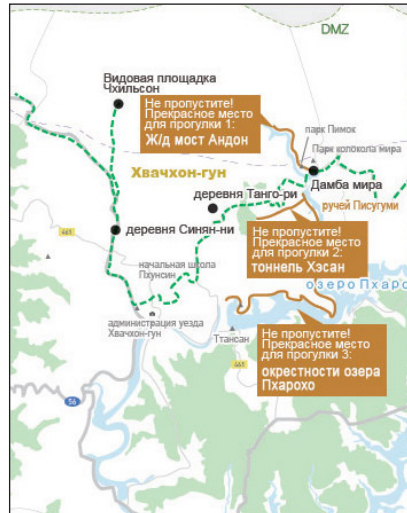 DMZ
Видовая площадка
Чхильсон
Не пропустите!
Прекрасное место
для прогулки 1:
Ж/д мост Андон
парк Пимок
Парк колокола мира
Хвачхон-гун
Дамба мира
деревня Танго-ри
ручей Писугуми
461
деревня Синян-ни
Не пропустите!
Прекрасное место
для прогулки 2:
тоннель Хэсан
начальная школа
Пхунсин
озеро Пхаро
администрация уезда
Хвачхон-гун
Ттансан
Не пропустите!
Прекрасное место
для прогулки 3:
окрестности озера
Пхарохо
461
56